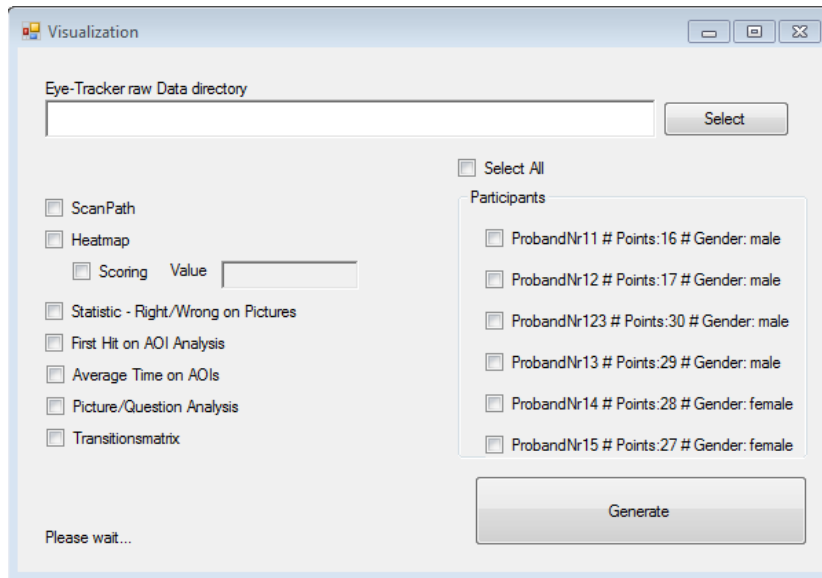 Visualization
Eye-Tracker raw Data directory
Select
Select All
ScanPath
Heatmap
Scoring Value
Statistic - Right/Wrong on Pictures
First Hit on AOI Analysis
Average Time on AOIs
Picture/Question Analysis
Transitionsmatrix
Participants
ProbandNr11 # Points:16 # Gender: male
ProbandNr12 # Points:17 # Gender: male
ProbandNr123 # Points:30 # Gender: male
ProbandNr13 # Points:29 # Gender: male
ProbandNr14 # Points:28 # Gender: female
ProbandNr15 # Points:27 # Gender: female
Generate
Please wait...